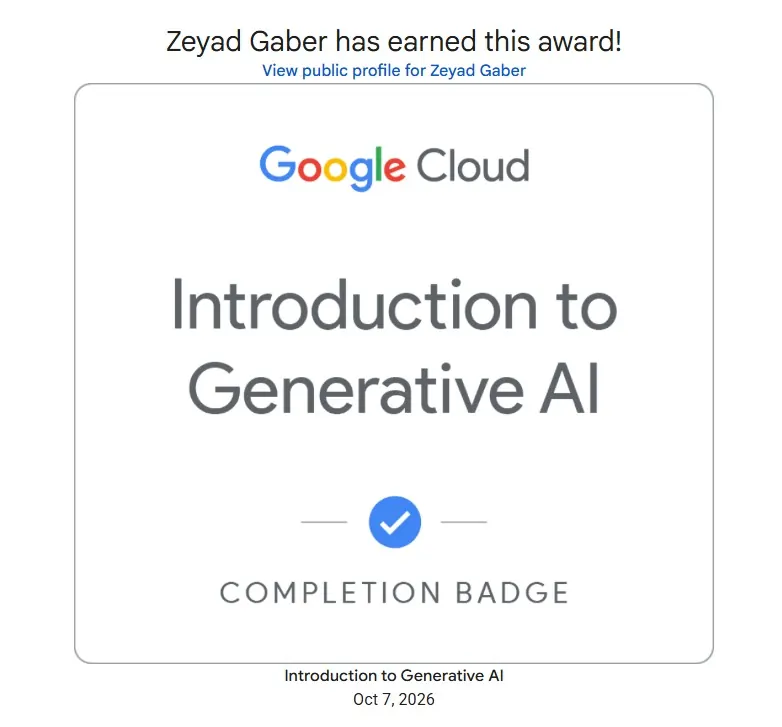 Zeyad Gaber has earned this award!
View public profile for Zeyad Gaber
Google Cloud
Introduction to
Generative AI
COMPLETION BADGE
Introduction to Generative AI
Oct 7, 2026